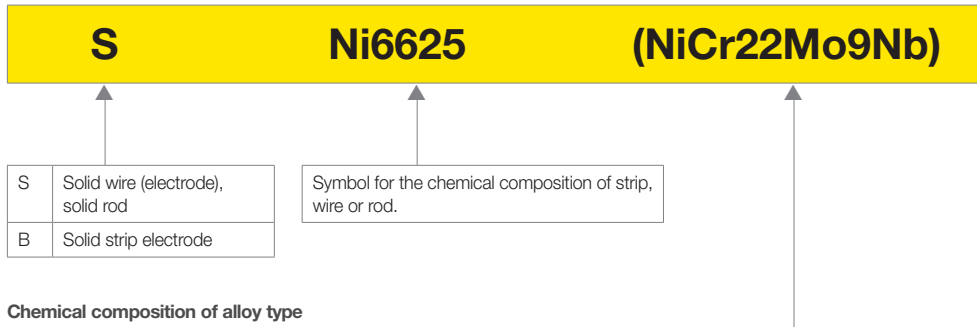 S Ni6625 (NiCr22Mo9Nb)
S Solid wire (electrode),
solid rod
B Solid strip electrode
Symbol for the chemical composition of strip,
wire or rod.
Chemical composition of alloy type